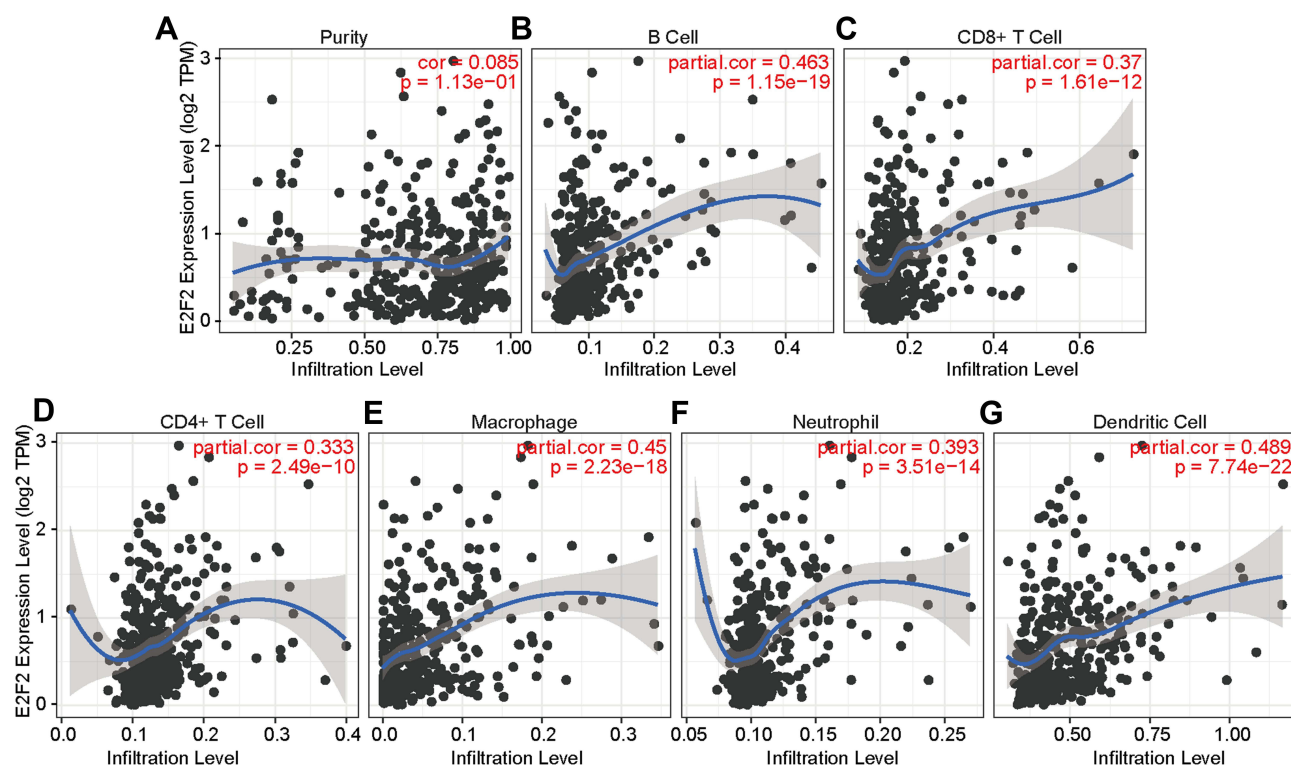 A
Purity
cor = 0.085
p = 1.13e−01
E2F2 Expression Level (log2 TPM)
3
2
1
0
0.25 0.50 0.75 1.00
Infiltration Level
B
B Cell
partial.cor = 0.463
p = 1.15e−19
0.1 0.2 0.3 0.4
Infiltration Level
C
CD8+ T Cell
partial.cor = 0.37
p = 1.61e−12
0.2 0.4 0.6
Infiltration Level
D
CD4+ T Cell
partial.cor = 0.333
p = 2.49e−10
E2F2 Expression Level (log2 TPM)
3
2
1
0
0.0 0.1 0.2 0.3 0.4
Infiltration Level
E
Macrophage
partial.cor = 0.45
p = 2.23e−18
0.0 0.1 0.2 0.3
Infiltration Level
F
Neutrophil
partial.cor = 0.393
p = 3.51e−14
0.05 0.10 0.15 0.20 0.25
Infiltration Level
G
Dendritic Cell
partial.cor = 0.489
p = 7.74e−22
0.50 0.75 1.00
Infiltration Level